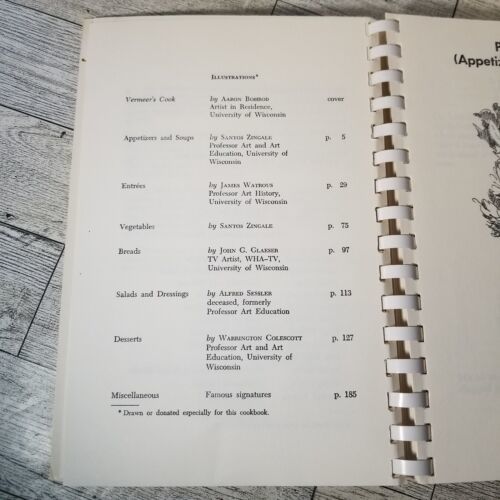 ILLUSTRATIONS*
Vermeer's Cook by AARON BOHROD cover
Artist in Residence,
University of Wisconsin
Appetizers and Soups by SANTOS ZINGALE p. 5
Professor Art and Art
Education, University of
Wisconsin
Entrées by JAMES WATROUS p. 29
Professor Art History,
University of Wisconsin
Vegetables by SANTOS ZINGALE p. 75
Breads by JOHN G. GLAESER p. 97
TV Artist, WHA–TV,
University of Wisconsin
Salads and Dressings by ALFRED SESSLER p. 113
deceased, formerly
Professor Art Education
Desserts by WARRINGTON COLESCOTT p. 127
Professor Art and Art
Education, University of
Wisconsin
Miscellaneous Famous signatures p. 185
* Drawn or donated especially for this cookbook.
P
(Appetiz